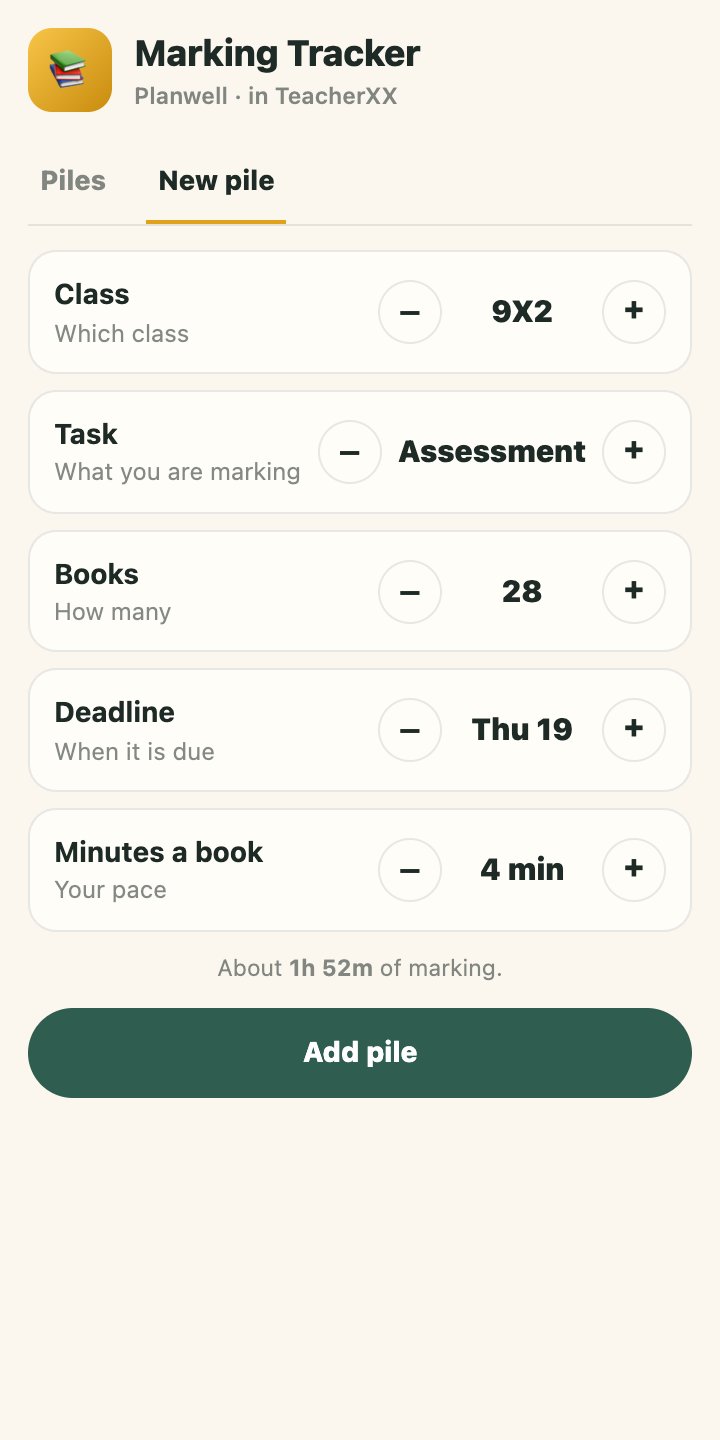 Marking Tracker
Planwell · in TeacherXX
Piles
New pile
Class
Which class
– 9X2 +
Task
What you are marking
– Assessment +
Books
How many
– 28 +
Deadline
When it is due
– Thu 19 +
Minutes a book
Your pace
– 4 min +
About 1h 52m of marking.
Add pile